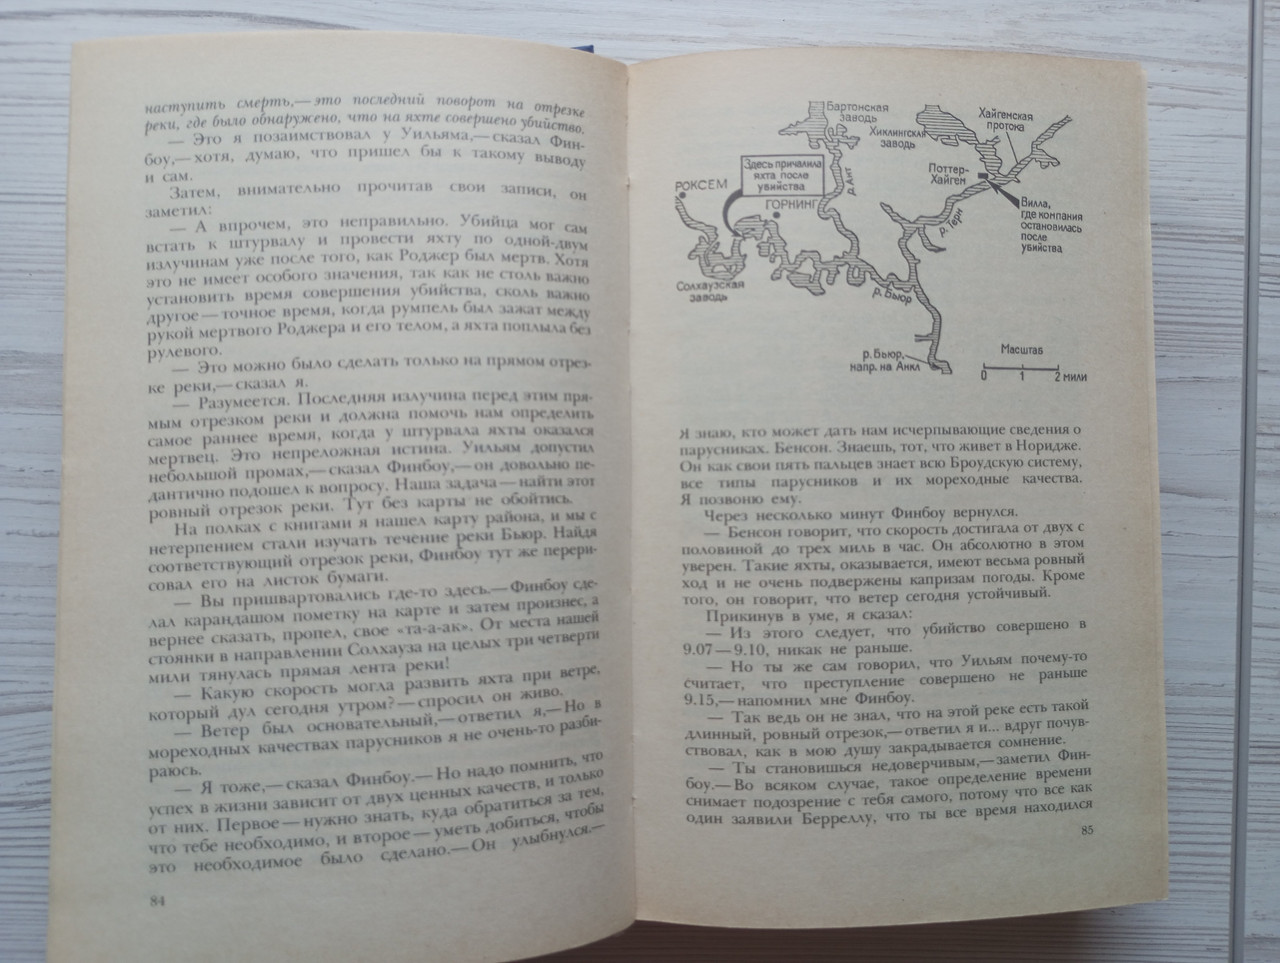 наступить смерть,—это последний поворот на отрезке
реки, где было обнаружено, что на яхте совершено убийство.
— Это я позаимствовал у Уильяма,—сказал Фин-
боу,—хотя, думаю, что пришел бы к такому выводу
и сам.
Затем, внимательно прочитав свои записи, он
заметил:
— А впрочем, это неправильно. Убийца мог сам
встать к штурвалу и провести яхту по одной-двум
излучинам уже после того, как Роджер был мертв. Хотя
это не имеет особого значения, так как не столь важно
установить время совершения убийства, сколь важно
другое—точное время, когда румпель был зажат между
рукой мертвого Роджера и его телом, а яхта поплыла без
рулевого.
— Это можно было сделать только на прямом отрез-
ке реки,—сказал я.
— Разумеется. Последняя излучина перед этим пря-
мым отрезком реки и должна помочь нам определить
самое раннее время, когда у штурвала яхты оказался
мертвец. Это непреложная истина. Уильям допустил
небольшой промах,—сказал Финбоу,—он довольно пе-
дантично подошел к вопросу. Наша задача—найти этот
ровный отрезок реки. Тут без карты не обойтись.
На полках с книгами я нашел карту района, и мы с
нетерпением стали изучать течение реки Бьюр. Найдя
соответствующий отрезок реки, Финбоу тут же перери-
совал его на листок бумаги.
— Вы пришвартовались где-то здесь.—Финбоу сде-
лал карандашом пометку на карте и затем произнес, а
вернее сказать, пропел, свое «та-а-ак». От места нашей
стоянки в направлении Солхауза на целых три четверти
мили тянулась прямая лента реки!
— Какую скорость могла развить яхта при ветре,
который дул сегодня утром?—спросил он живо.
— Ветер был основательный,—ответил я,—Но в
мореходных качествах парусников я не очень-то разби-
раюсь.
— Я тоже,—сказал Финбоу.—Но надо помнить, что
успех в жизни зависит от двух ценных качеств, и только
от них. Первое—нужно знать, куда обратиться за тем,
что тебе необходимо, и второе—уметь добиться, чтобы
это необходимое было сделано.—Он улыбнулся.—
84
Бартонская
заводь
Хиклингская
заводь
Хайгемская
протока
Здесь причалила
яхта после
убийства
р. Ант
Поттер-
Хайгем
РОКСЕМ
ГОРНИНГ
р. Терн
Вилла,
где компания
остановилась
после
убийства
Солхаузская
заводь
р. Бьюр
р. Бьюр,
напр. на Анкл
Масштаб
0 1 2 мили
Я знаю, кто может дать нам исчерпывающие сведения о
парусниках. Бенсон. Знаешь, тот, что живет в Норидже.
Он как свои пять пальцев знает всю Броудскую систему,
все типы парусников и их мореходные качества.
Я позвоню ему.
Через несколько минут Финбоу вернулся.
— Бенсон говорит, что скорость достигала от двух с
половиной до трех миль в час. Он абсолютно в этом
уверен. Такие яхты, оказывается, имеют весьма ровный
ход и не очень подвержены капризам погоды. Кроме
того, он говорит, что ветер сегодня устойчивый.
Прикинув в уме, я сказал:
— Из этого следует, что убийство совершено в
9.07—9.10, никак не раньше.
— Но ты же сам говорил, что Уильям почему-то
считает, что преступление совершено не раньше
9.15,—напомнил мне Финбоу.
— Так ведь он не знал, что на этой реке есть такой
длинный, ровный отрезок,—ответил я и... вдруг почув-
ствовал, как в мою душу закрадывается сомнение.
— Ты становишься недоверчивым,—заметил Фин-
боу.—Во всяком случае, такое определение времени
снимает подозрение с тебя самого, потому что все как
один заявили Берреллу, что ты все время находился
85